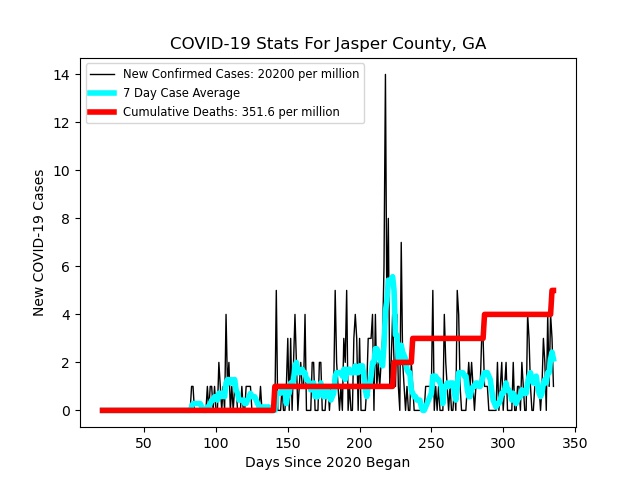 COVID-19 Stats For Jasper County, GA
New Confirmed Cases: 20200 per million
7 Day Case Average
Cumulative Deaths: 351.6 per million
New COVID-19 Cases
14
12
10
8
6
4
2
0
50 100 150 200 250 300 350
Days Since 2020 Began